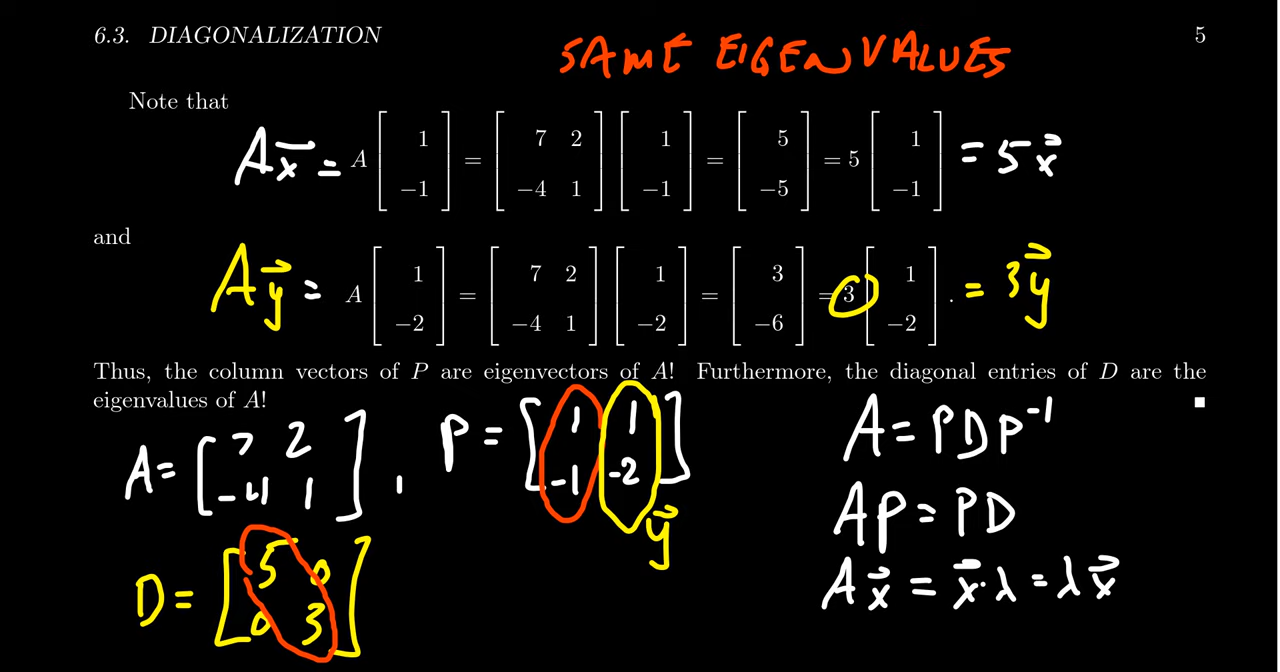 6.3. DIAGONALIZATION 5
SAME EIGENVALUES
Note that
Ax⃗ = A [1; −1] = [7 2; −4 1] [1; −1] = [5; −5] = 5 [1; −1] = 5x⃗
and
Ay⃗ = A [1; −2] = [7 2; −4 1] [1; −2] = [3; −6] = 3 [1; −2]. = 3y⃗
Thus, the column vectors of P are eigenvectors of A! Furthermore, the diagonal entries of D are the
eigenvalues of A! ■
A = [7 2; −4 1], P = [1 1; −1 −2]
y⃗
D = [5 0; 0 3]
A = PDP⁻¹
AP = PD
Ax⃗ = x⃗·λ = λx⃗